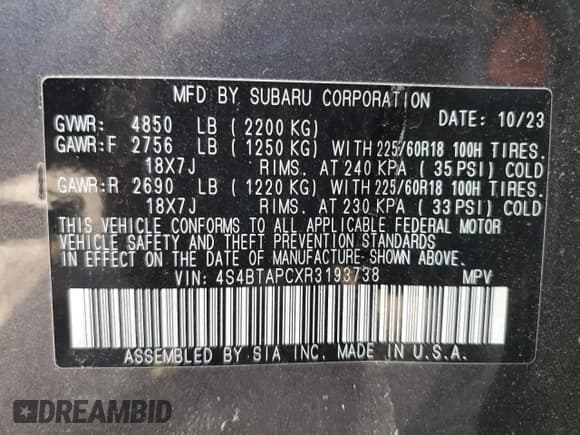 MFD BY SUBARU CORPORATION
GVWR: 4850 LB ( 2200 KG) DATE: 10/23
GAWR:F 2756 LB ( 1250 KG) WITH 225/60R18 100H TIRES.
18X7J RIMS. AT 240 KPA ( 35 PSI) COLD
GAWR:R 2690 LB ( 1220 KG) WITH 225/60R18 100H TIRES.
18X7J RIMS. AT 230 KPA ( 33 PSI) COLD
THIS VEHICLE CONFORMS TO ALL APPLICABLE FEDERAL MOTOR
VEHICLE SAFETY AND THEFT PREVENTION STANDARDS
IN EFFECT ON THE DATE OF MANUFACTURE SHOWN ABOVE.
VIN: 4S4BTAPCXR3193738 MPV
ASSEMBLED BY SIA INC. MADE IN U.S.A.
DREAMBID